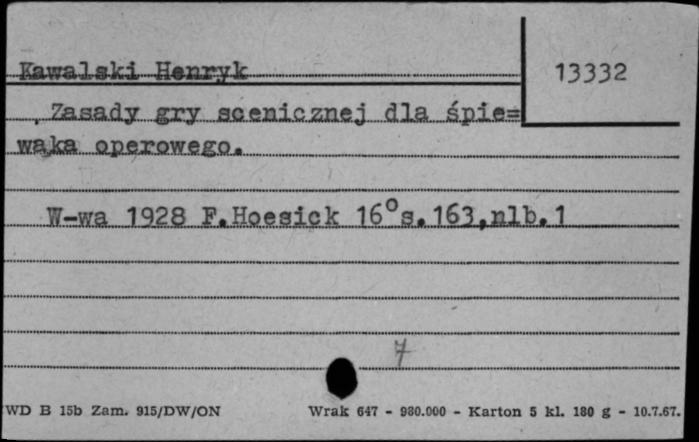 Kawalski Henryk
13332
Zasady gry scenicznej dla śpie=
waka operowego.
W-wa 1928 F.Hoesick 16°s.163,nlb.1
7
WD B 15b Zam. 915/DW/ON Wrak 647 - 980.000 - Karton 5 kl. 180 g - 10.7.67.